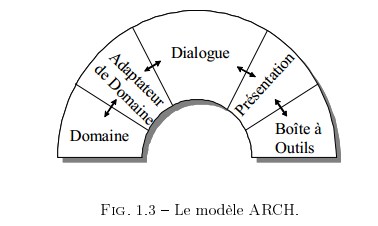 Domaine
Adaptateur
de Domaine
Dialogue
Présentation
Boîte à
Outils
FIG. 1.3 – Le modèle ARCH.